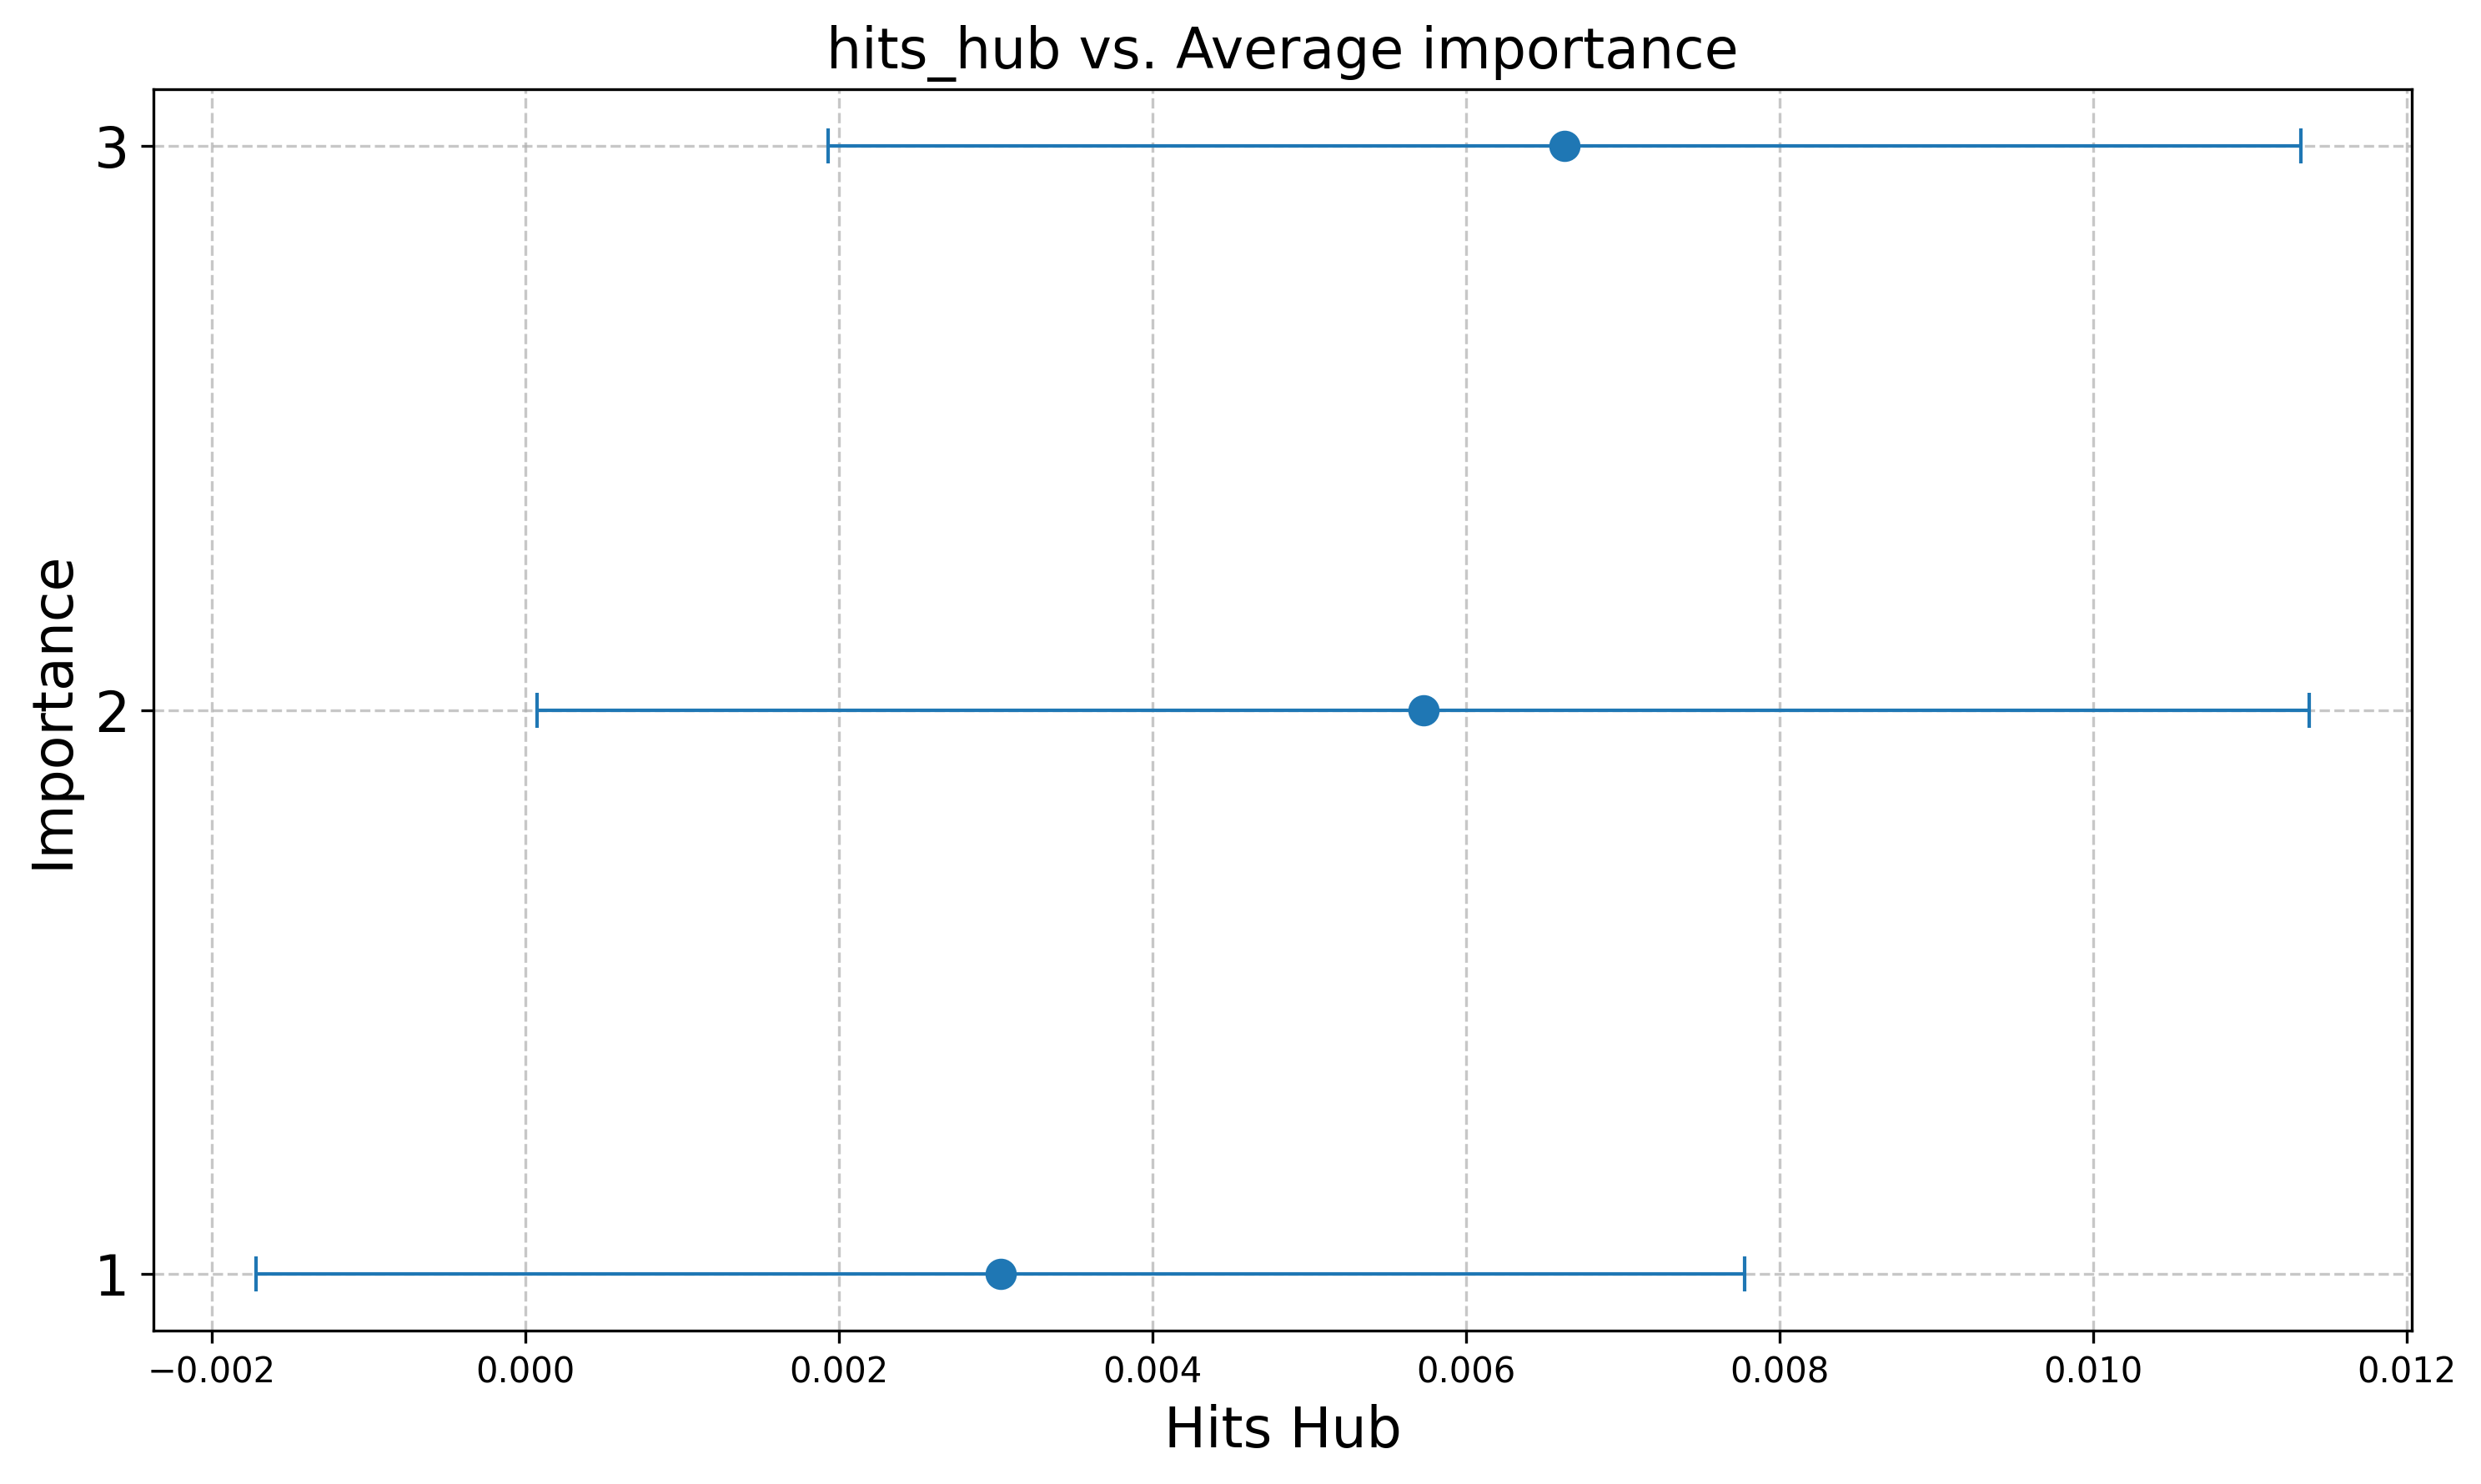 hits_hub vs. Average importance
Importance
3
2
1
−0.002 0.000 0.002 0.004 0.006 0.008 0.010 0.012
Hits Hub